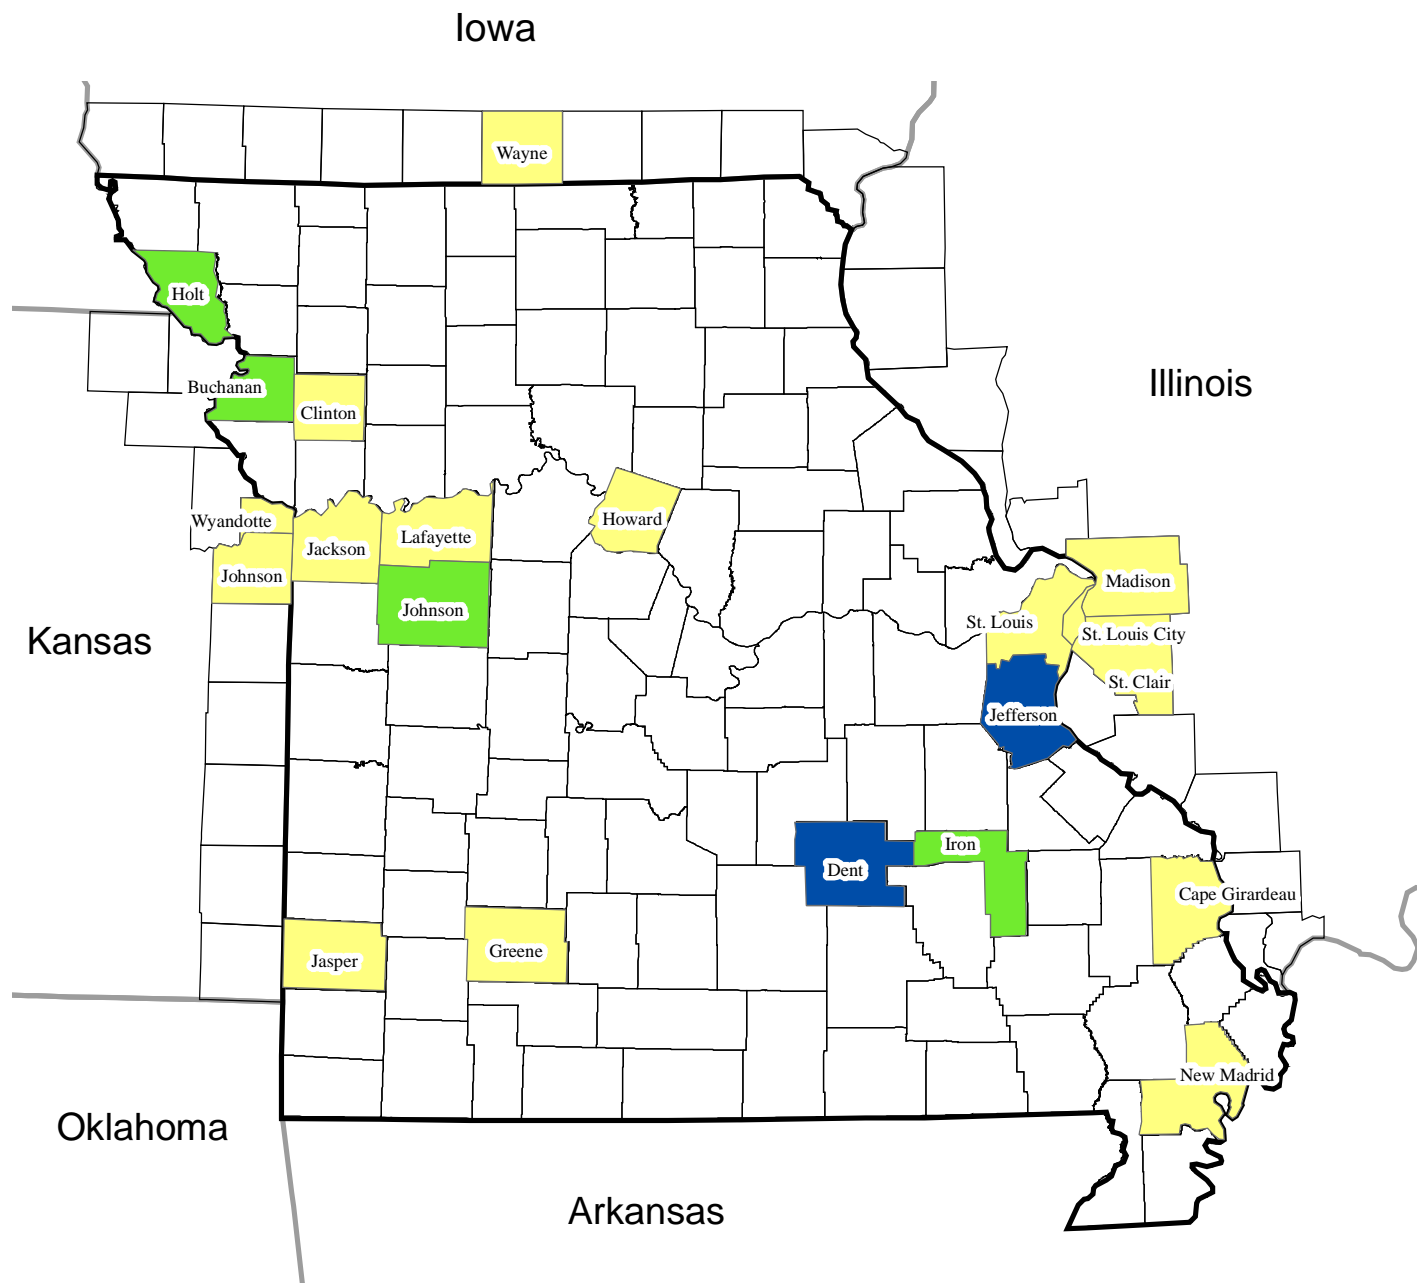 Iowa
Wayne
Holt
Illinois
Buchanan
Clinton
Wyandotte
Howard
Lafayette
Jackson
Johnson
Madison
Johnson
St. Louis
St. Louis City
Kansas
St. Clair
Jefferson
Iron
Dent
Cape Girardeau
Greene
Jasper
New Madrid
Oklahoma
Arkansas